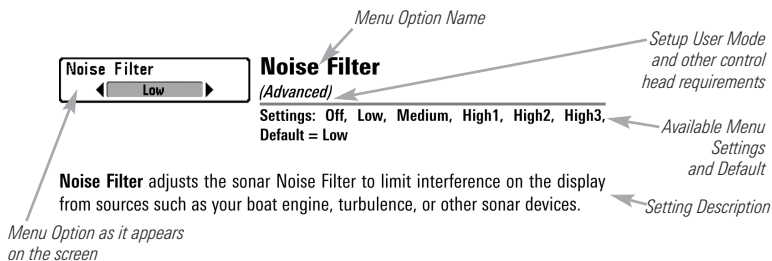 Menu Option Name
Setup User Mode
and other control
head requirements
Noise Filter
Low
Noise Filter
(Advanced)
Settings: Off, Low, Medium, High1, High2, High3,
Default = Low
Available Menu
Settings
and Default
Noise Filter adjusts the sonar Noise Filter to limit interference on the display
from sources such as your boat engine, turbulence, or other sonar devices.
Setting Description
Menu Option as it appears
on the screen